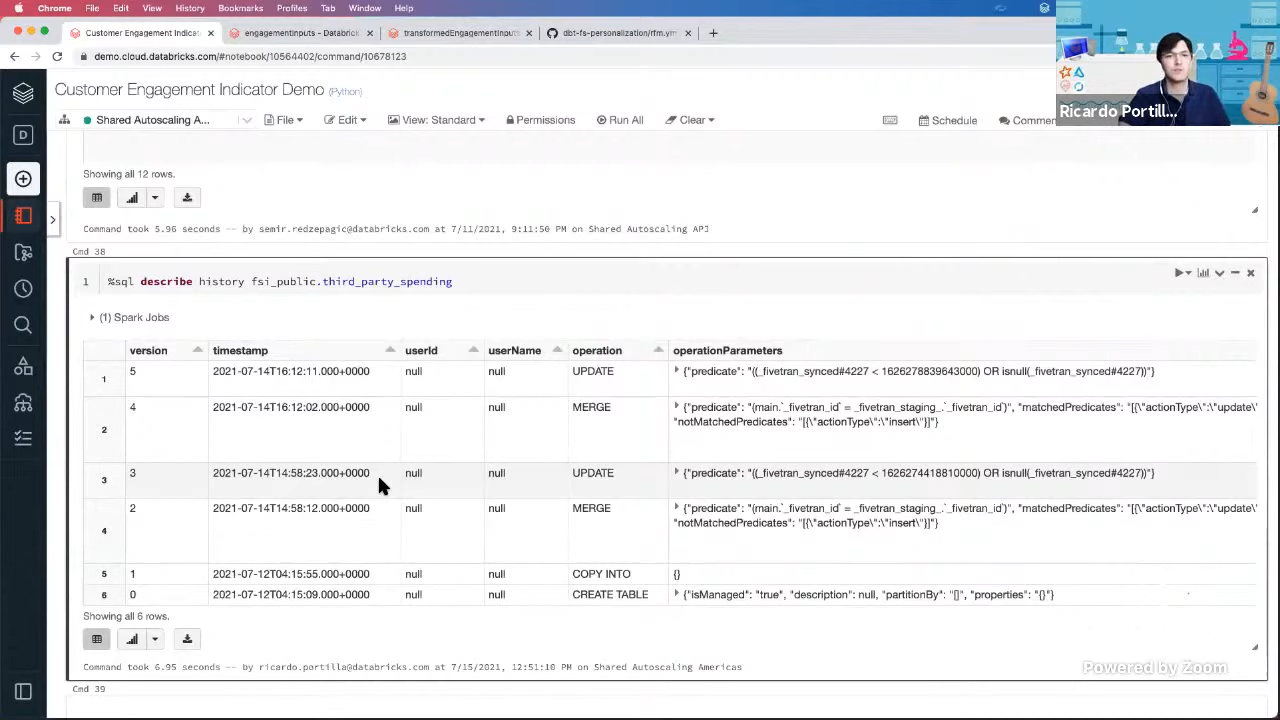 Chrome File Edit View History Bookmarks Profiles Tab Window Help
Customer Engagement Indicator × engagementInputs - Databrick × transformedEngagementInputs × dbt-fs-personalization/rfm.ym × +
demo.cloud.databricks.com/#notebook/10564402/command/10678123
Customer Engagement Indicator Demo (Python)
Ricardo Portill...
D
Shared Autoscaling A... File Edit View: Standard Permissions Run All Clear Schedule Commen
Showing all 12 rows.
Command took 5.96 seconds -- by semir.redzepagic@databricks.com at 7/11/2021, 9:11:50 PM on Shared Autoscaling APJ
Cmd 38
1 %sql describe history fsi_public.third_party_spending
(1) Spark Jobs
version timestamp userId userName operation operationParameters
1 5 2021-07-14T16:12:11.000+0000 null null UPDATE {"predicate": "((_fivetran_synced#4227 < 1626278839643000) OR isnull(_fivetran_synced#4227))"}
2 4 2021-07-14T16:12:02.000+0000 null null MERGE {"predicate": "(main.`_fivetran_id` = _fivetran_staging_.`_fivetran_id`)", "matchedPredicates": "[{\"actionType\":\"update\"
"notMatchedPredicates": "[{\"actionType\":\"insert\"}]"}
3 3 2021-07-14T14:58:23.000+0000 null null UPDATE {"predicate": "((_fivetran_synced#4227 < 1626274418810000) OR isnull(_fivetran_synced#4227))"}
4 2 2021-07-14T14:58:12.000+0000 null null MERGE {"predicate": "(main.`_fivetran_id` = _fivetran_staging_.`_fivetran_id`)", "matchedPredicates": "[{\"actionType\":\"update\"
"notMatchedPredicates": "[{\"actionType\":\"insert\"}]"}
5 1 2021-07-12T04:15:55.000+0000 null null COPY INTO {}
6 0 2021-07-12T04:15:09.000+0000 null null CREATE TABLE {"isManaged": "true", "description": null, "partitionBy": "[]", "properties": "{}"}
Showing all 6 rows.
Command took 6.95 seconds -- by ricardo.portilla@databricks.com at 7/15/2021, 12:51:10 PM on Shared Autoscaling Americas
Powered by Zoom
Cmd 39